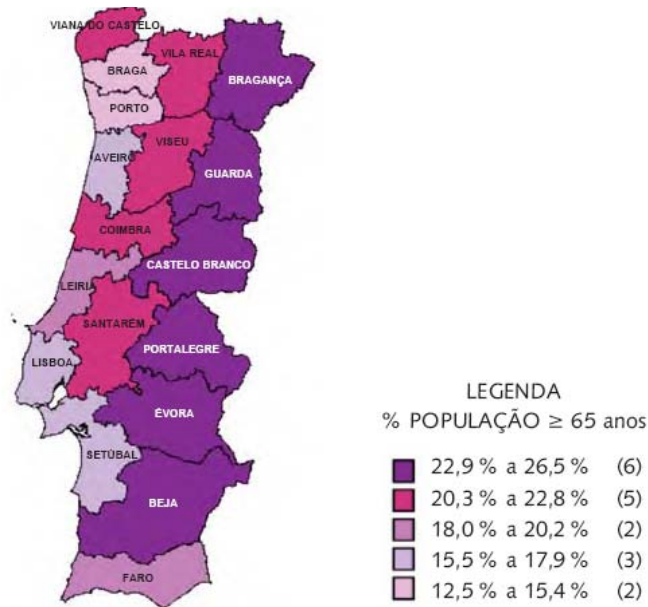 VIANA DO CASTELO
VILA REAL
BRAGA
BRAGANÇA
PORTO
VISEU
AVEIRO
GUARDA
COIMBRA
CASTELO BRANCO
LEIRIA
SANTARÉM
PORTALEGRE
LISBOA
ÉVORA
SETÚBAL
BEJA
FARO
LEGENDA
% POPULAÇÃO ≥ 65 anos
22,9 % a 26,5 % (6)
20,3 % a 22,8 % (5)
18,0 % a 20,2 % (2)
15,5 % a 17,9 % (3)
12,5 % a 15,4 % (2)